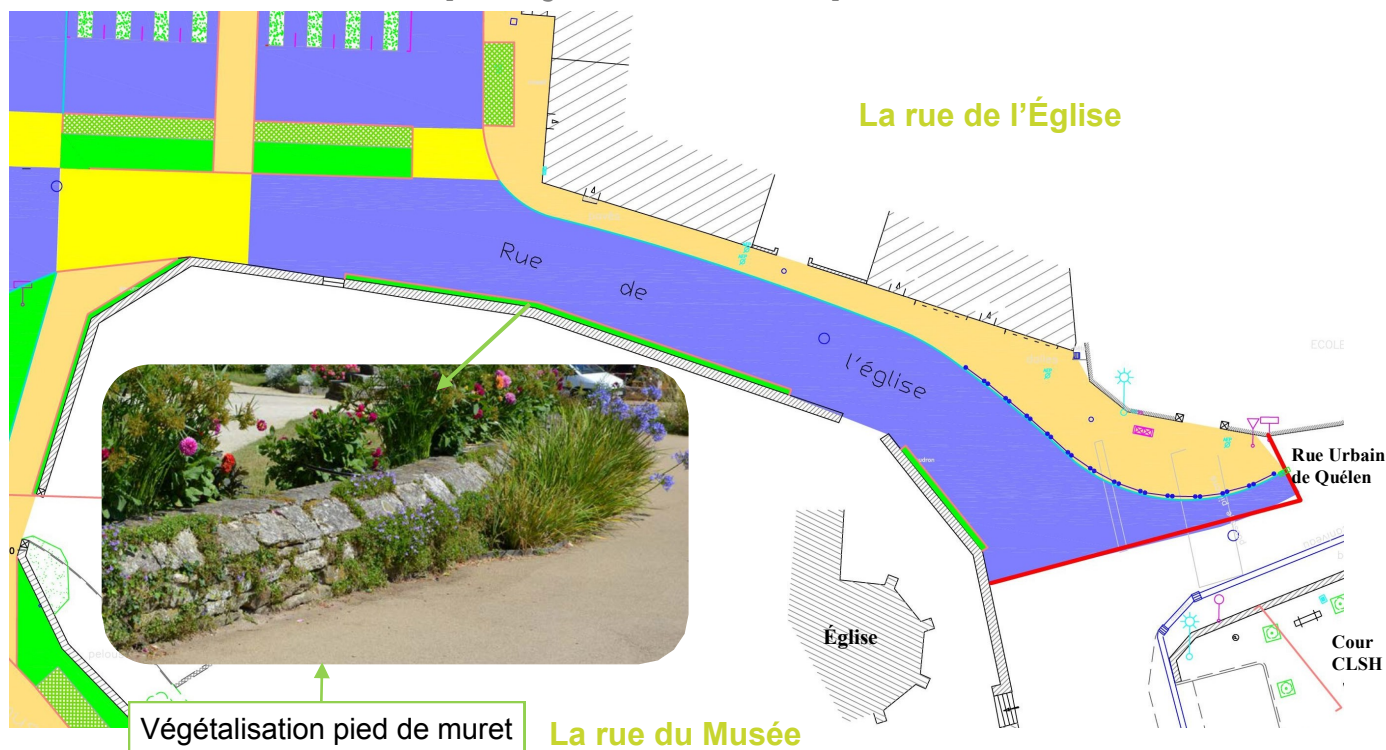 La rue de l'Église
Rue de l'église
ECOLE
Rue Urbain
de Quélen
Église
Cour
CLSH
Végétalisation pied de muret
La rue du Musée